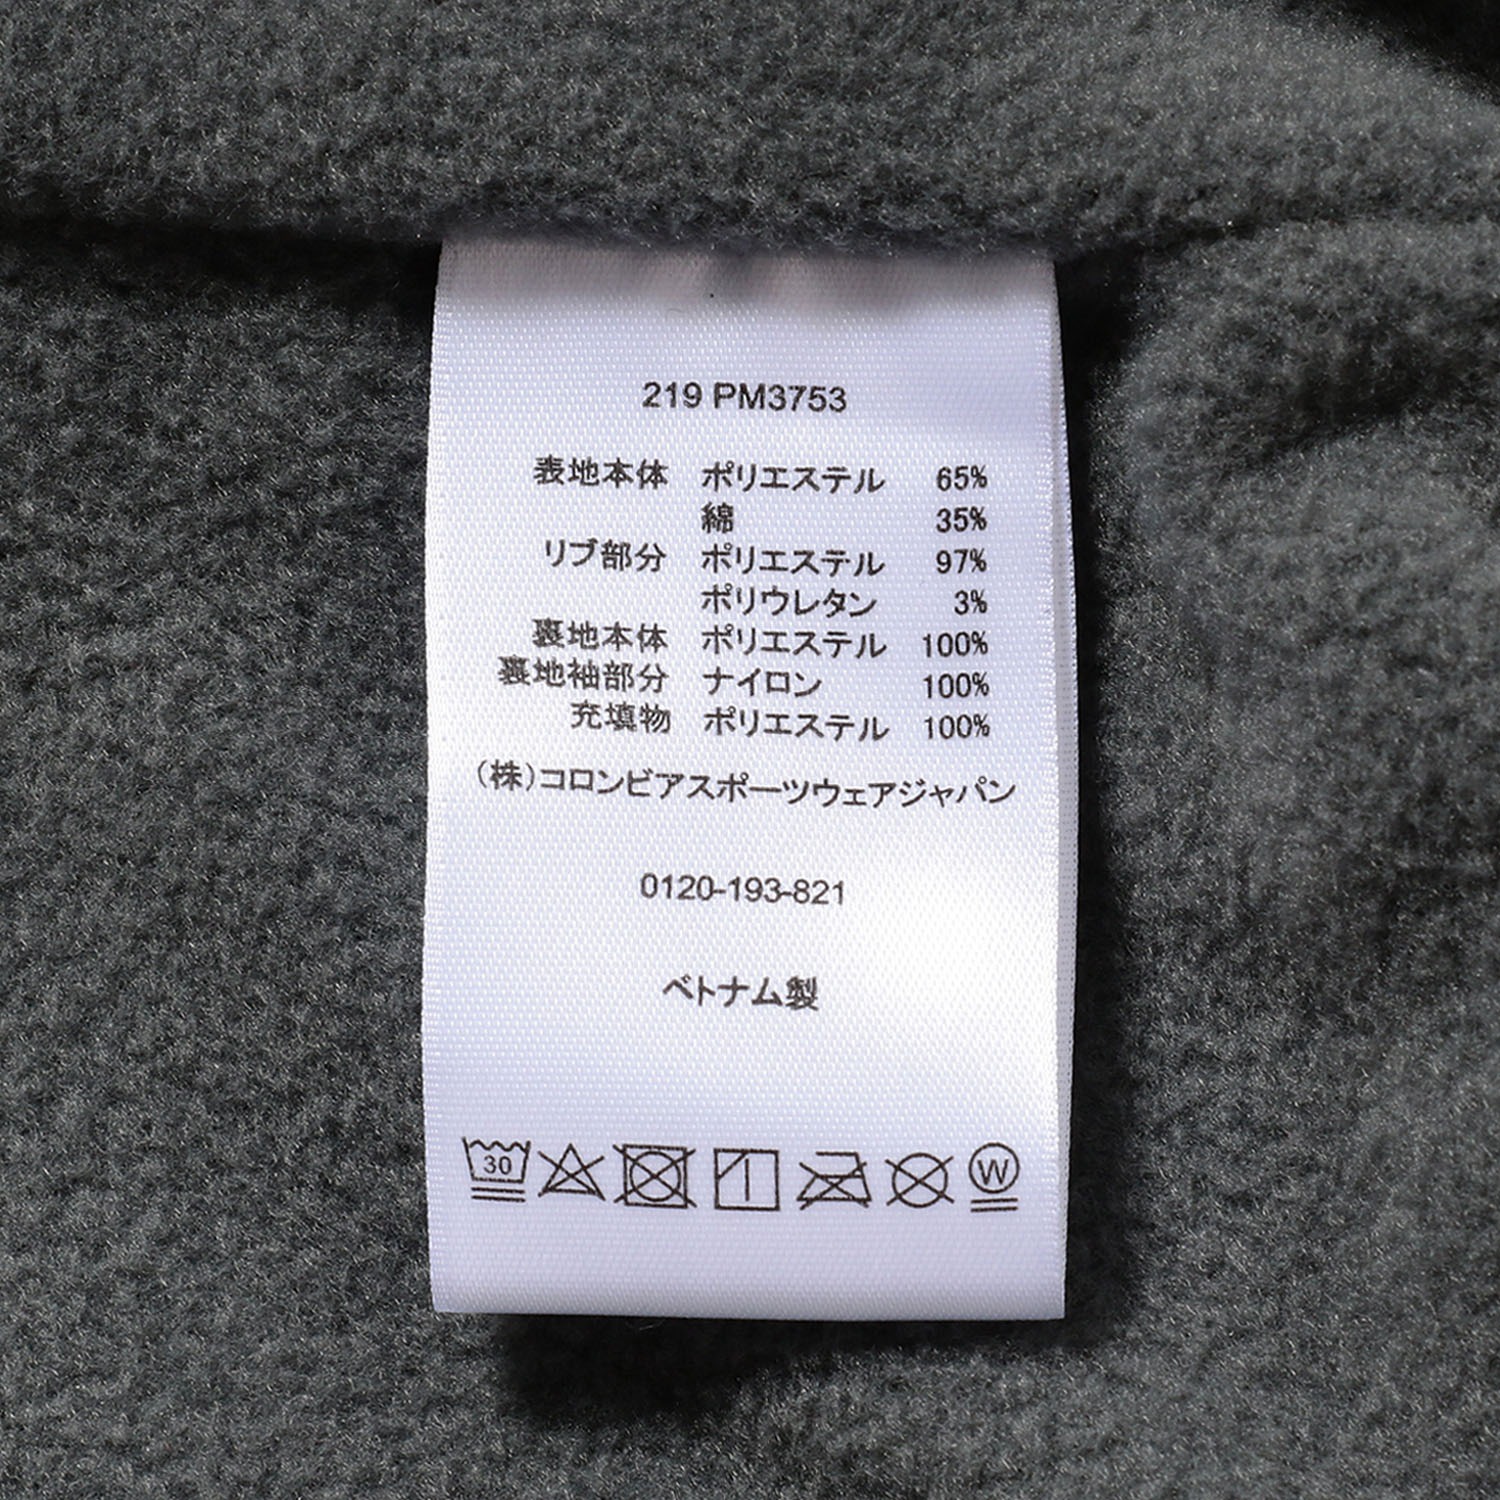 219 PM3753
表地本体 ポリエステル 65%
綿 35%
リブ部分 ポリエステル 97%
ポリウレタン 3%
裏地本体 ポリエステル 100%
裏地袖部分 ナイロン 100%
充填物 ポリエステル 100%
(株)コロンビアスポーツウェアジャパン
0120-193-821
ベトナム製
30 W